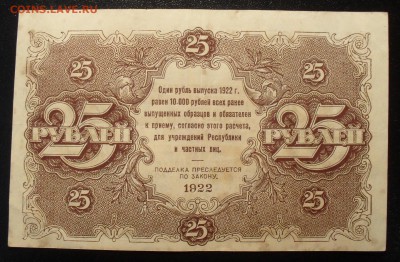 COINS.LAVE.RU
25
25
Один рубль выпуска 1922 г.
равен 10.000 рублей всех ранее
выпущенных образцов и обязателен
к приему, согласно этого расчета,
для учреждений Республики
и частных лиц.
25 РУБЛЕЙ
25 РУБЛЕЙ
ПОДДЕЛКА ПРЕСЛЕДУЕТСЯ
ПО ЗАКОНУ.
1922
25
25